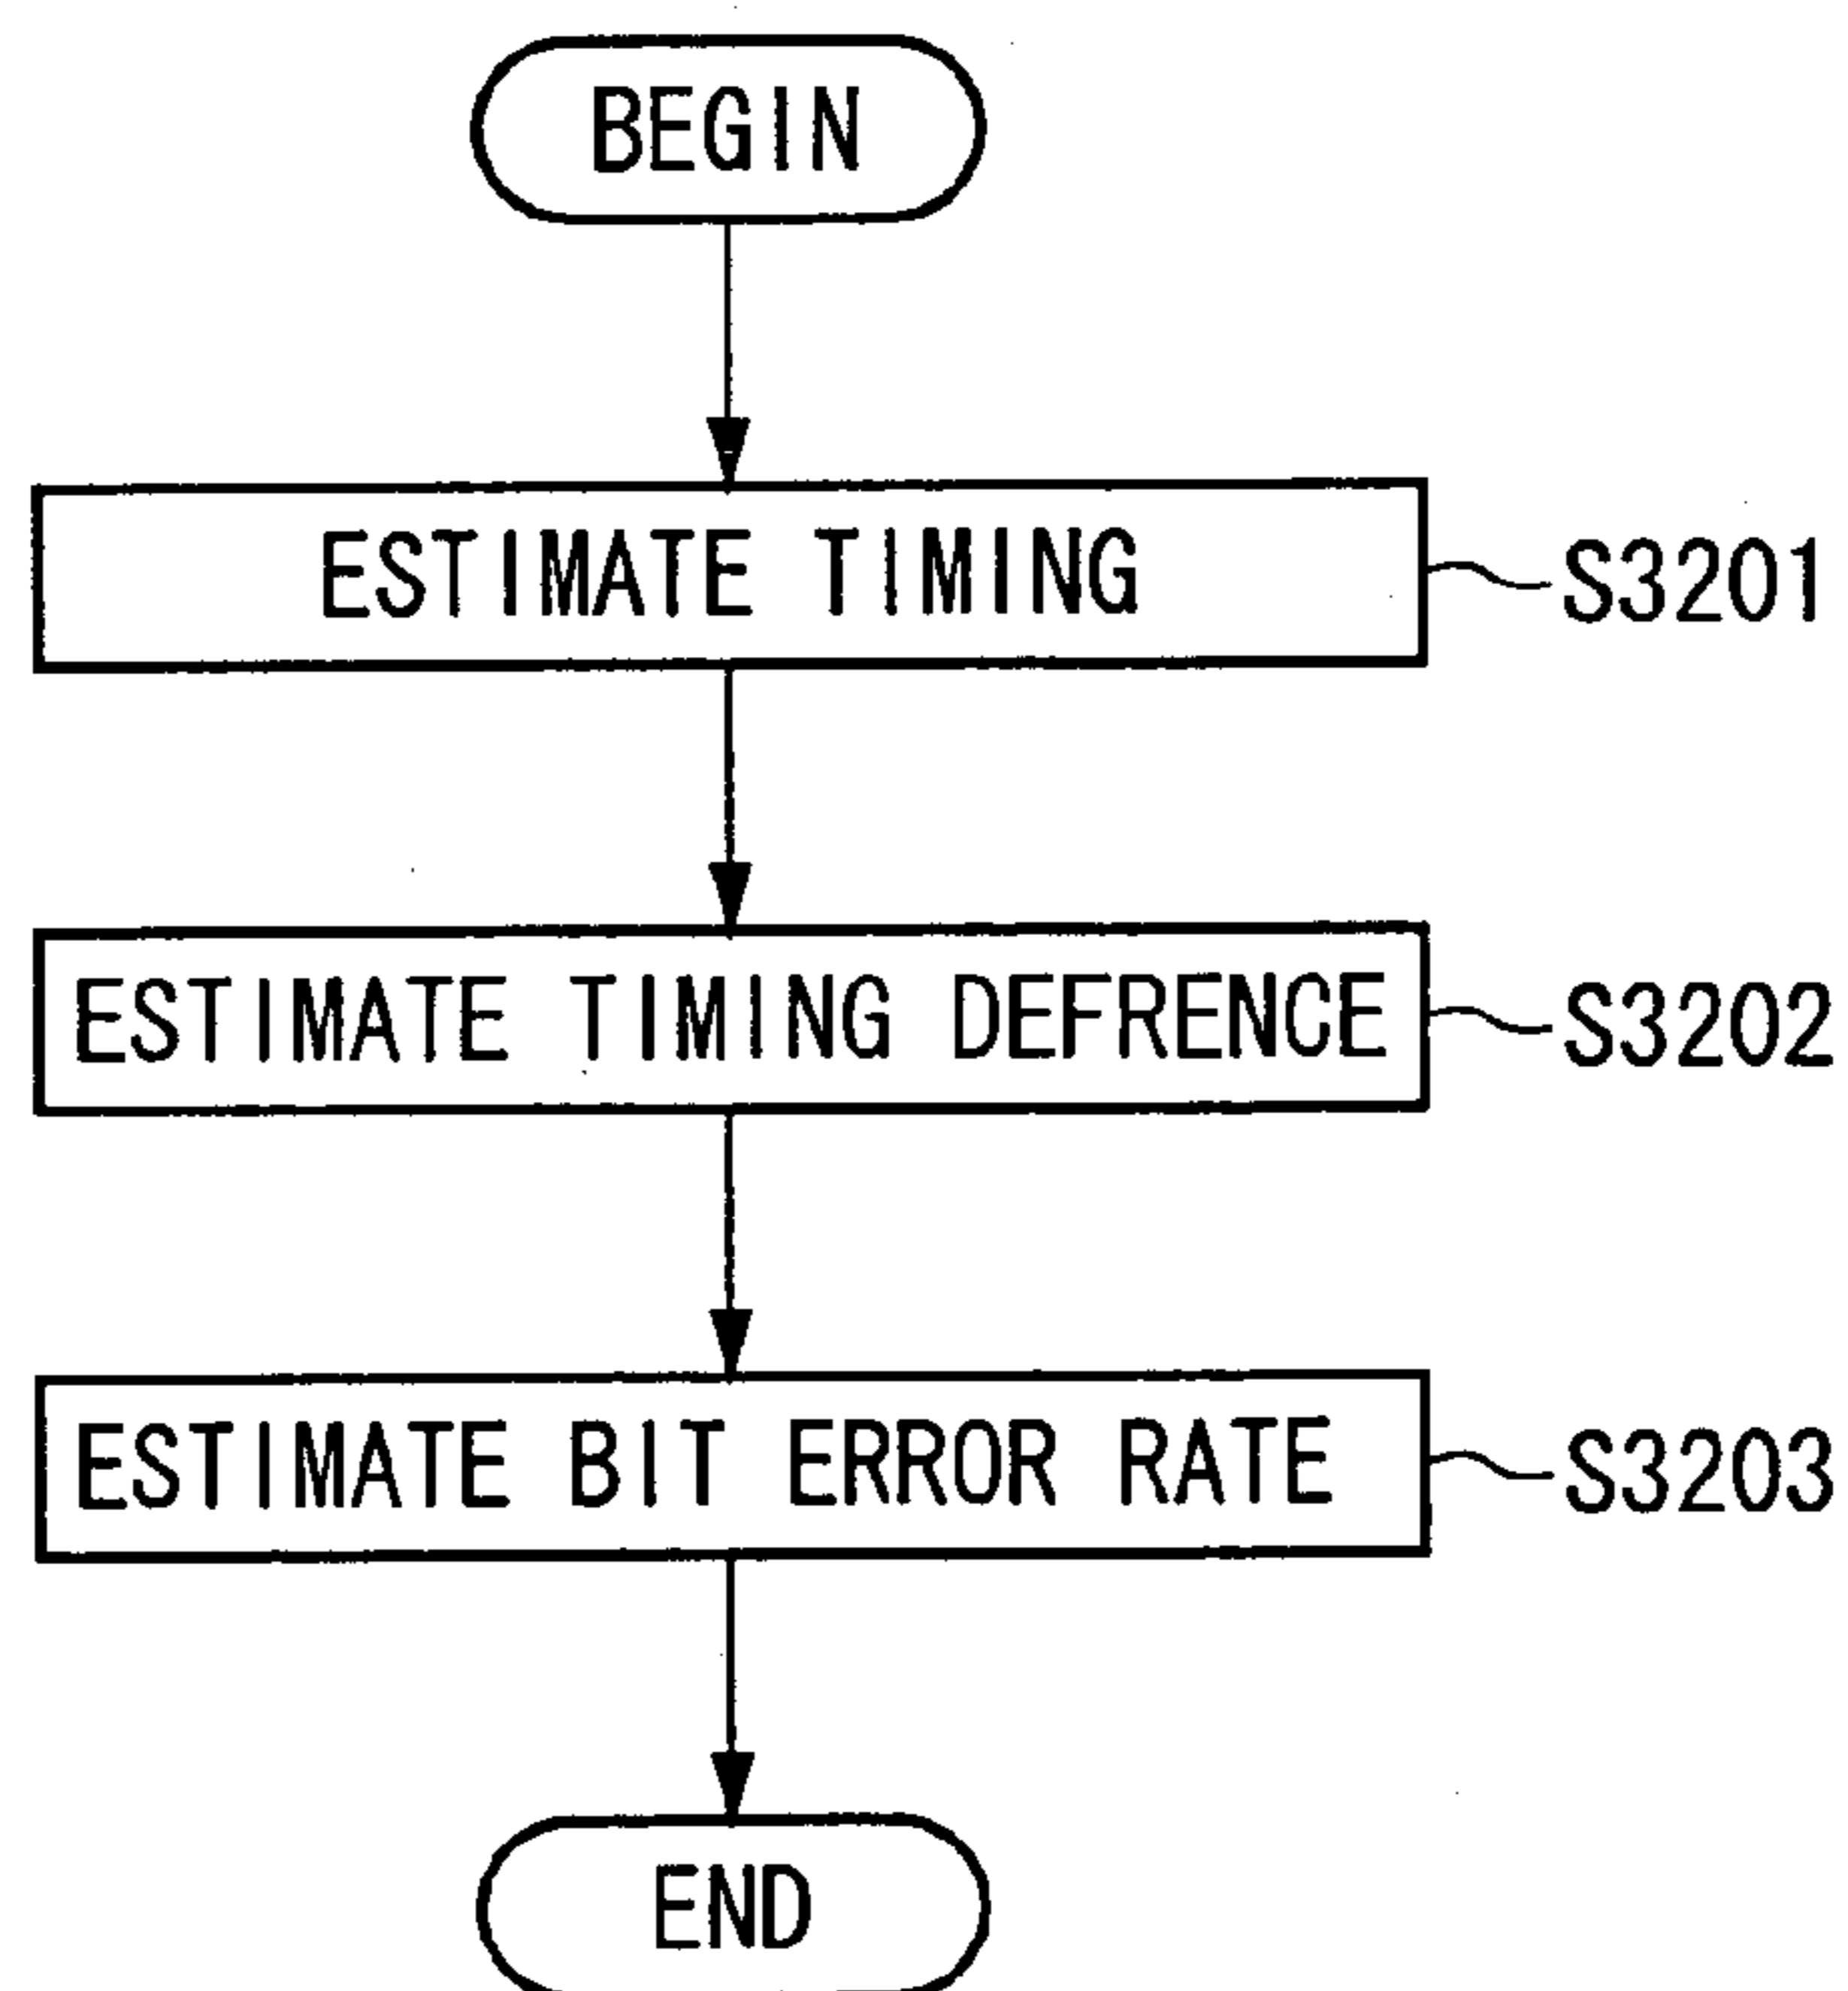 BEGIN
ESTIMATE TIMING
S3201
ESTIMATE TIMING DEFRENCE
S3202
ESTIMATE BIT ERROR RATE
S3203
END